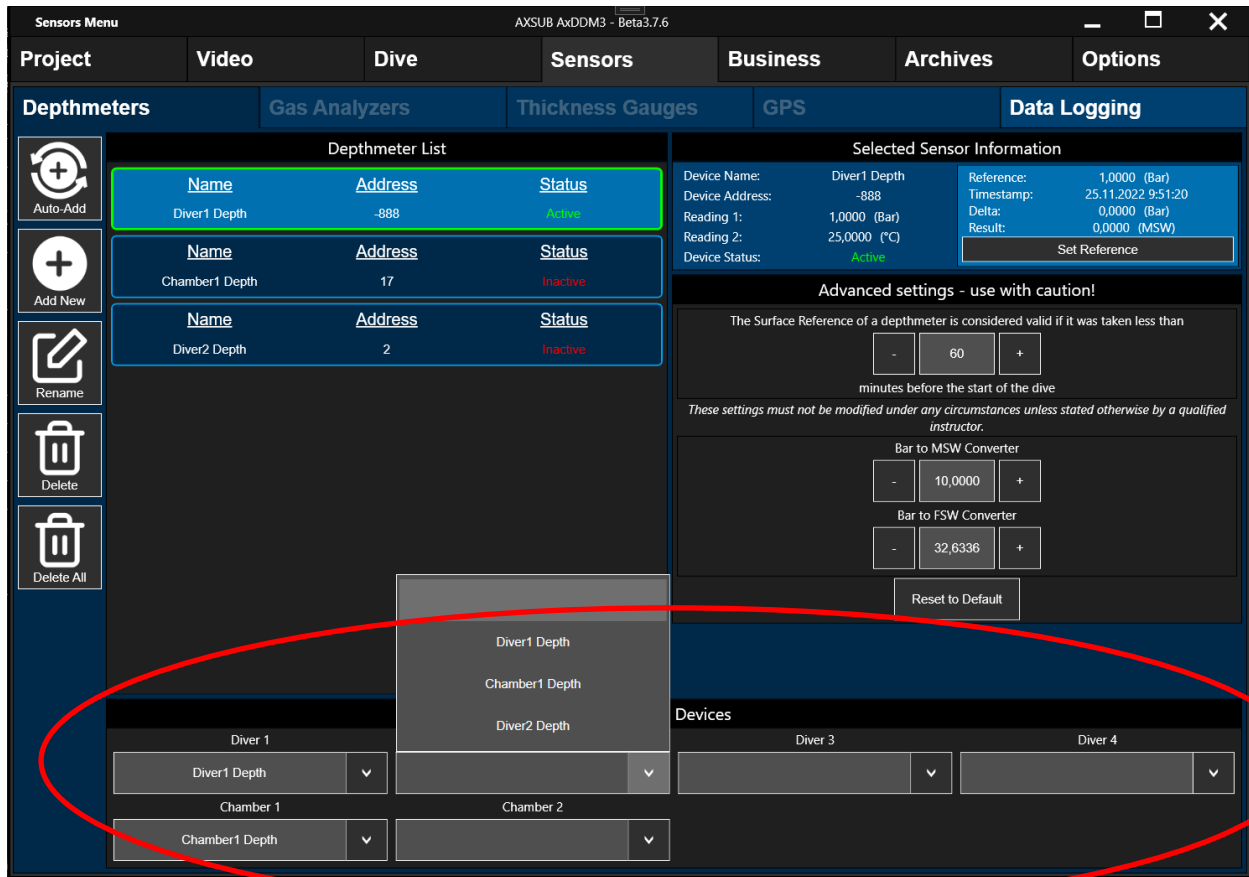 Sensors Menu
AXSUB AxDDM3 - Beta3.7.6
Project Video Dive Sensors Business Archives Options
Depthmeters Gas Analyzers Thickness Gauges GPS Data Logging
Auto-Add
Add New
Rename
Delete
Delete All
Depthmeter List
Name Address Status
Diver1 Depth -888 Active
Name Address Status
Chamber1 Depth 17 Inactive
Name Address Status
Diver2 Depth 2 Inactive
Selected Sensor Information
Device Name: Diver1 Depth
Device Address: -888
Reading 1: 1,0000 (Bar)
Reading 2: 25,0000 (°C)
Device Status: Active
Reference: 1,0000 (Bar)
Timestamp: 25.11.2022 9:51:20
Delta: 0,0000 (Bar)
Result: 0,0000 (MSW)
Set Reference
Advanced settings - use with caution!
The Surface Reference of a depthmeter is considered valid if it was taken less than
- 60 +
minutes before the start of the dive
These settings must not be modified under any circumstances unless stated otherwise by a qualified
instructor.
Bar to MSW Converter
- 10,0000 +
Bar to FSW Converter
- 32,6336 +
Reset to Default
Diver1 Depth
Chamber1 Depth
Diver2 Depth
Devices
Diver 1 Diver 3 Diver 4
Diver1 Depth
Chamber 1 Chamber 2
Chamber1 Depth